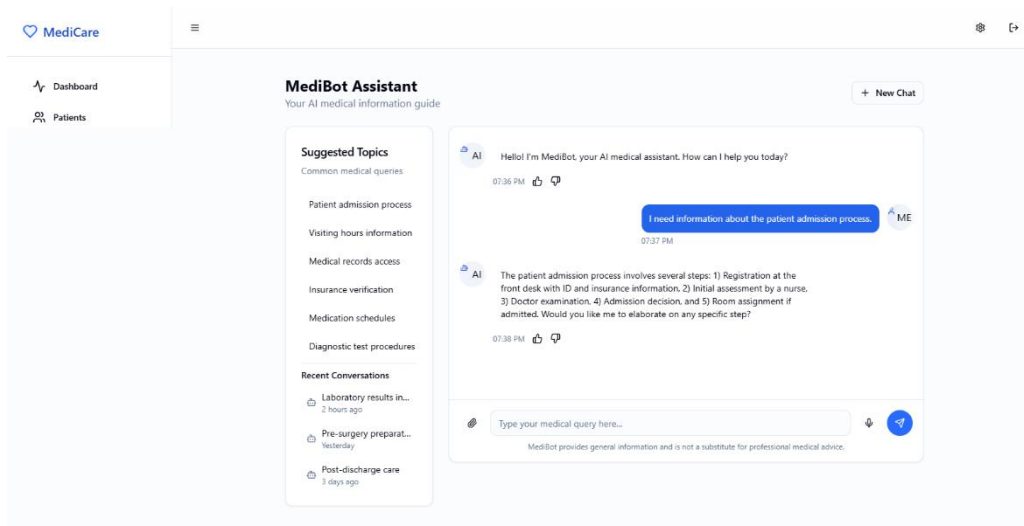 MediCare
Dashboard
Patients
MediBot Assistant
Your AI medical information guide
+ New Chat
Suggested Topics
Common medical queries
Patient admission process
Visiting hours information
Medical records access
Insurance verification
Medication schedules
Diagnostic test procedures
Recent Conversations
Laboratory results in...
2 hours ago
Pre-surgery preparat...
Yesterday
Post-discharge care
3 days ago
AI
Hello! I'm MediBot, your AI medical assistant. How can I help you today?
07:36 PM
I need information about the patient admission process.
ME
07:37 PM
AI
The patient admission process involves several steps: 1) Registration at the
front desk with ID and insurance information, 2) Initial assessment by a nurse,
3) Doctor examination, 4) Admission decision, and 5) Room assignment if
admitted. Would you like me to elaborate on any specific step?
07:38 PM
Type your medical query here...
MediBot provides general information and is not a substitute for professional medical advice.